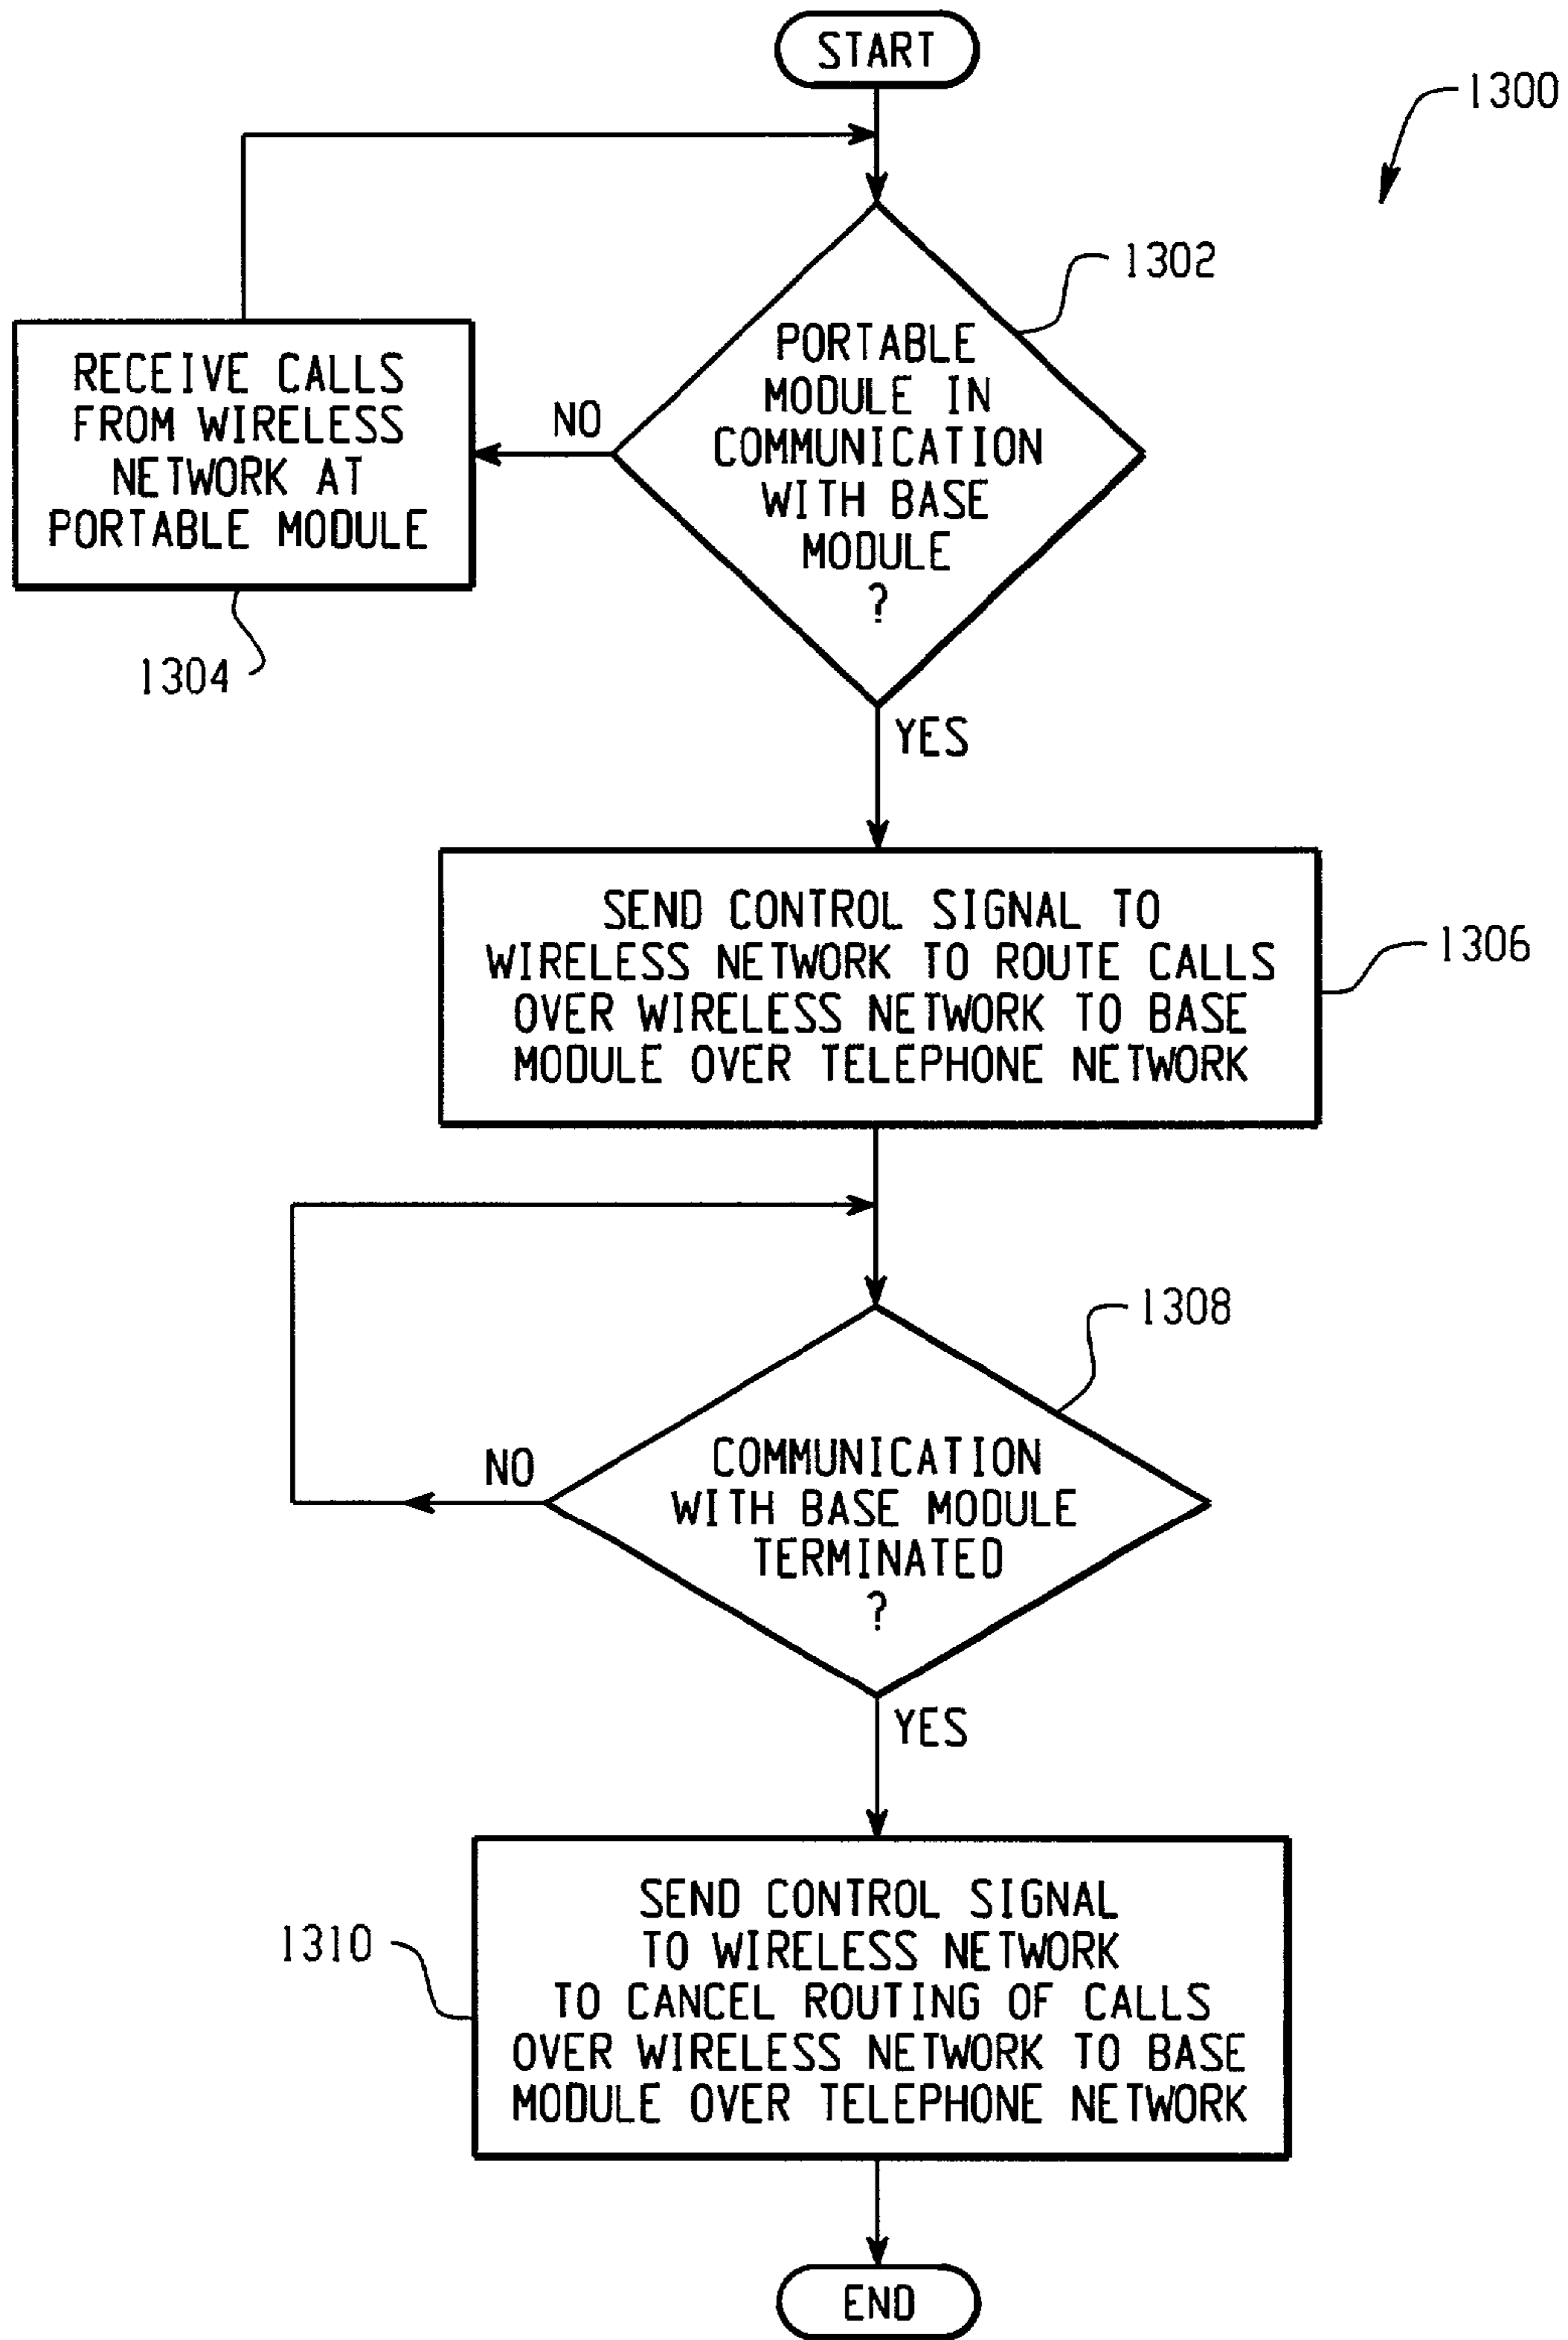 START
1300
1302
PORTABLE
MODULE IN
COMMUNICATION
WITH BASE
MODULE
?
NO
RECEIVE CALLS
FROM WIRELESS
NETWORK AT
PORTABLE MODULE
1304
YES
SEND CONTROL SIGNAL TO
WIRELESS NETWORK TO ROUTE CALLS
OVER WIRELESS NETWORK TO BASE
MODULE OVER TELEPHONE NETWORK
1306
1308
COMMUNICATION
WITH BASE MODULE
TERMINATED
?
NO
YES
SEND CONTROL SIGNAL
TO WIRELESS NETWORK
TO CANCEL ROUTING OF CALLS
OVER WIRELESS NETWORK TO BASE
MODULE OVER TELEPHONE NETWORK
1310
END